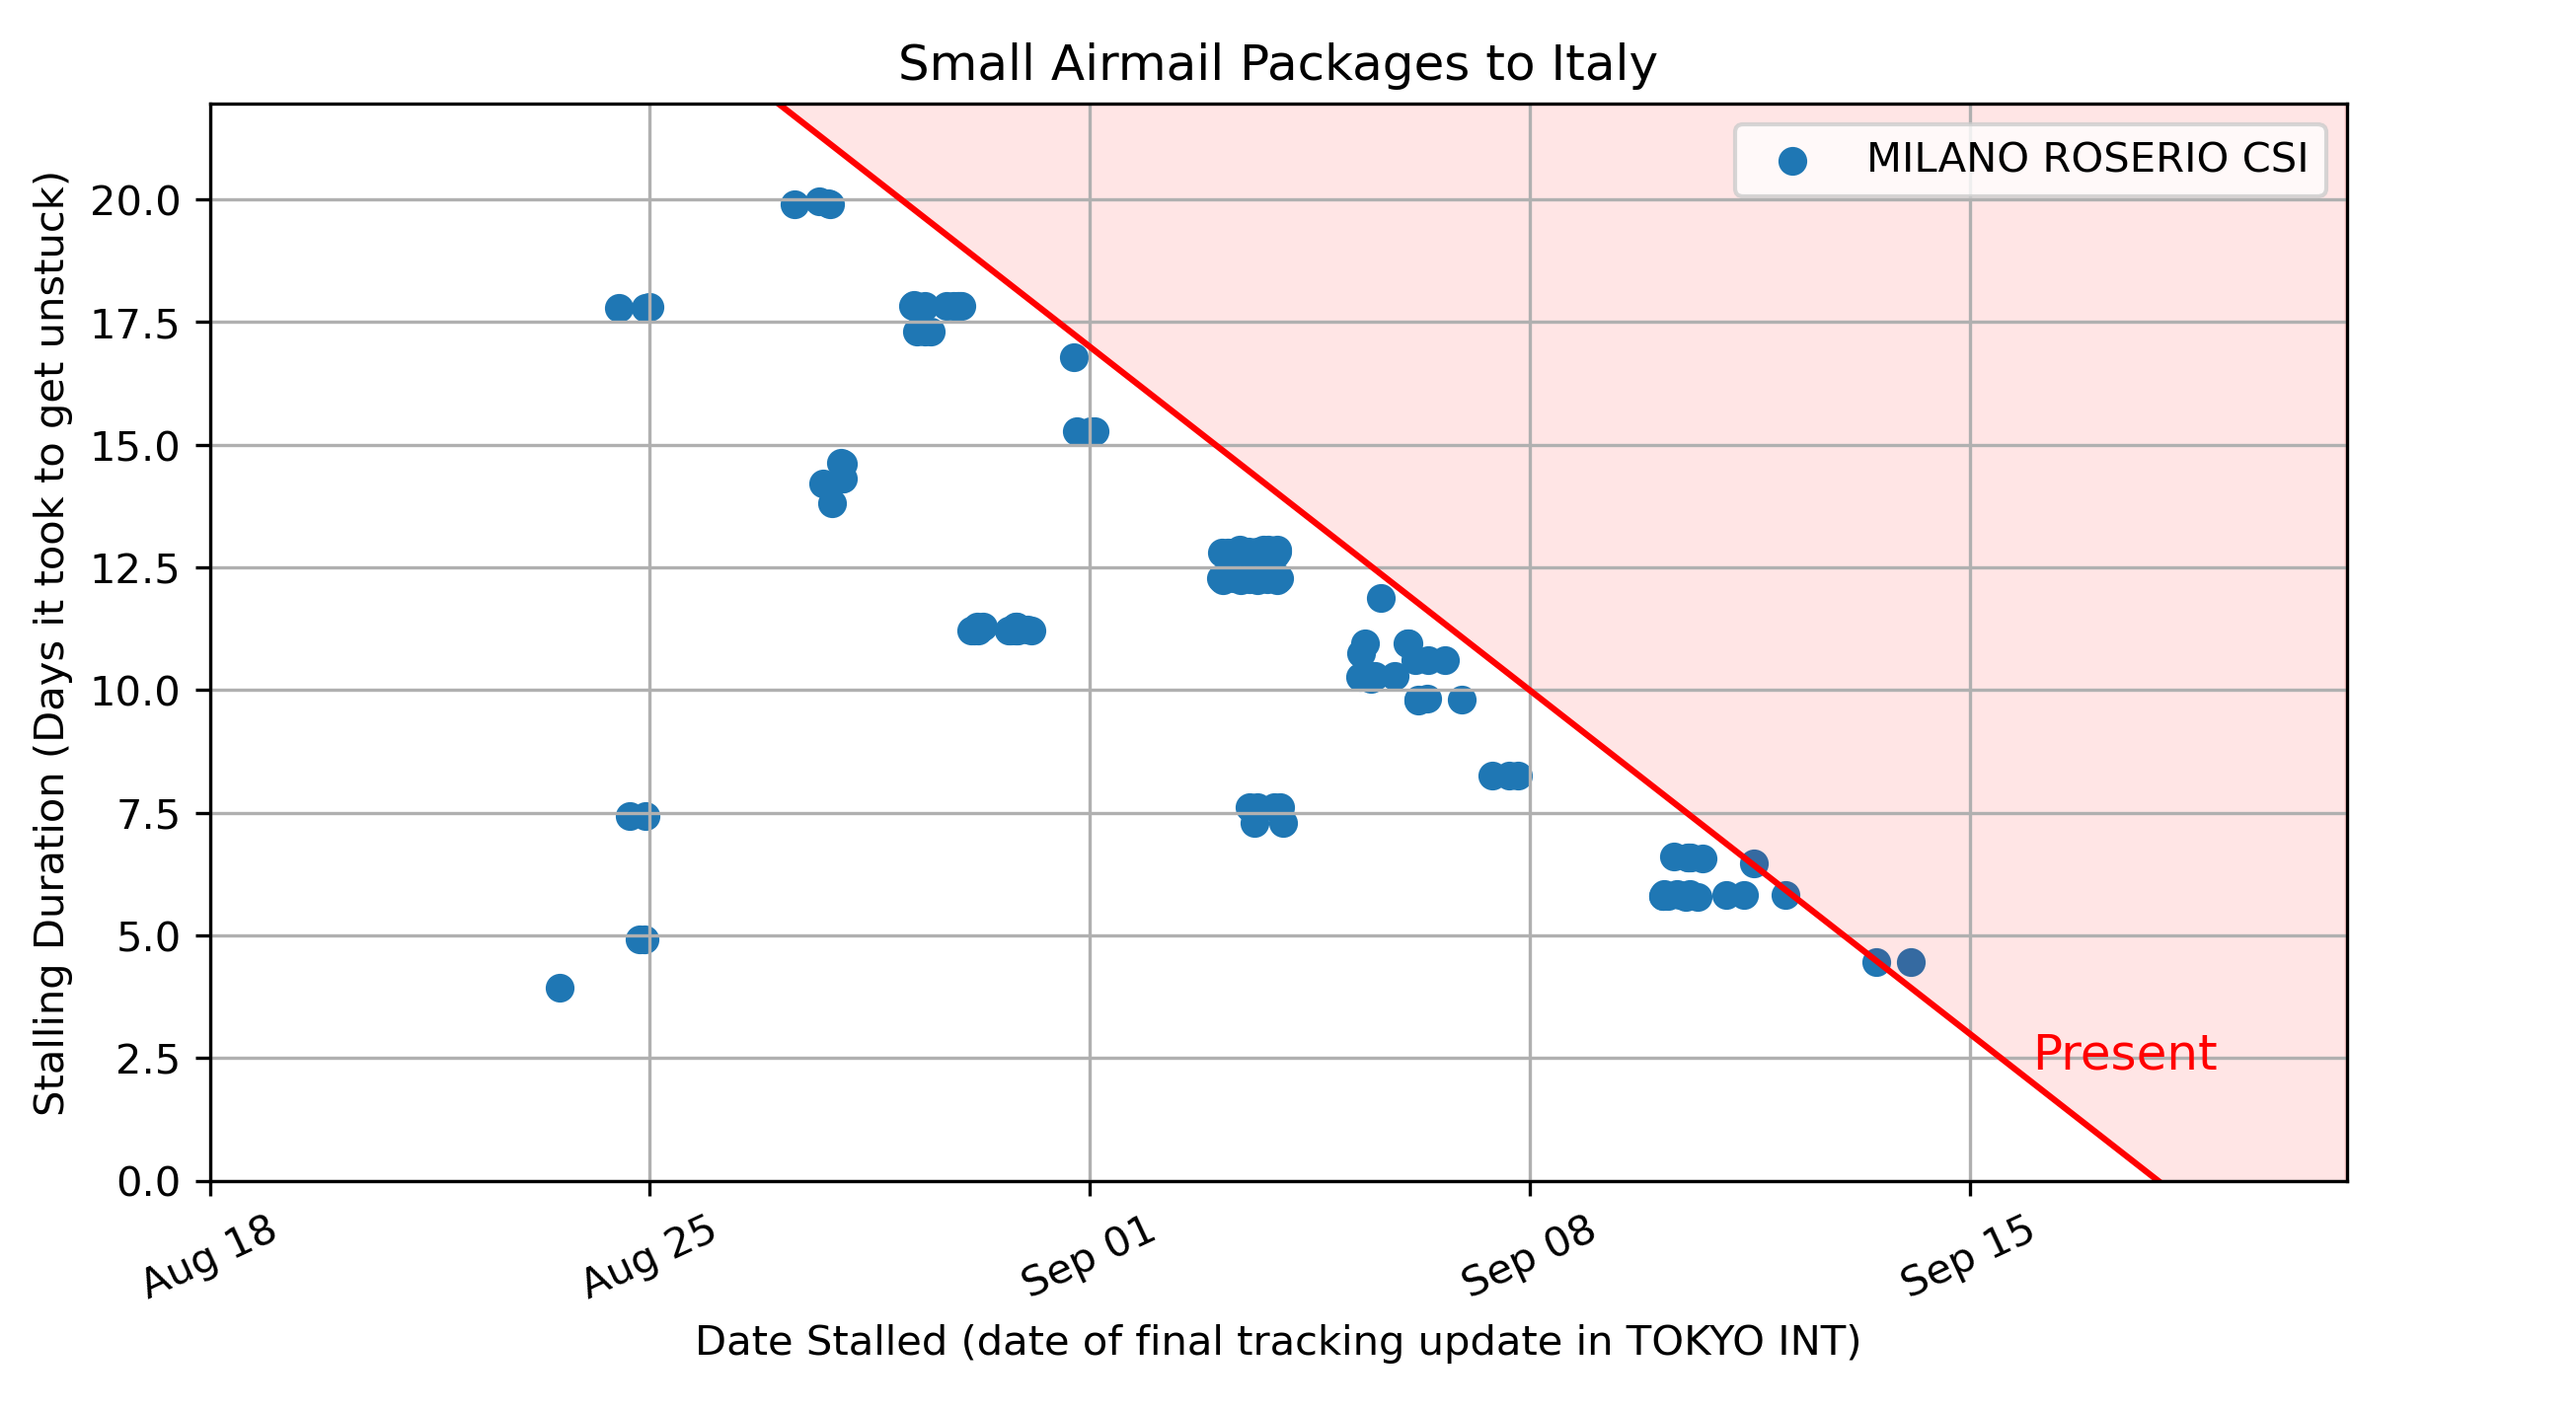 Small Airmail Packages to Italy
MILANO ROSERIO CSI
Stalling Duration (Days it took to get unstuck)
20.0
17.5
15.0
12.5
10.0
7.5
5.0
2.5
0.0
Present
Aug 18
Aug 25
Sep 01
Sep 08
Sep 15
Date Stalled (date of final tracking update in TOKYO INT)